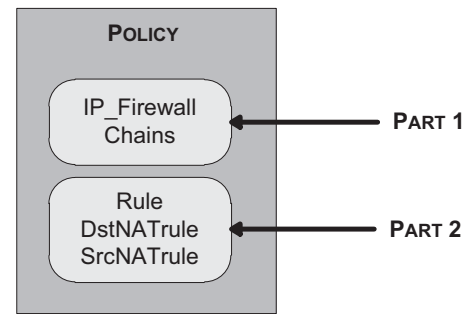 POLICY
IP_Firewall
Chains
PART 1
Rule
DstNATrule
SrcNATrule
PART 2